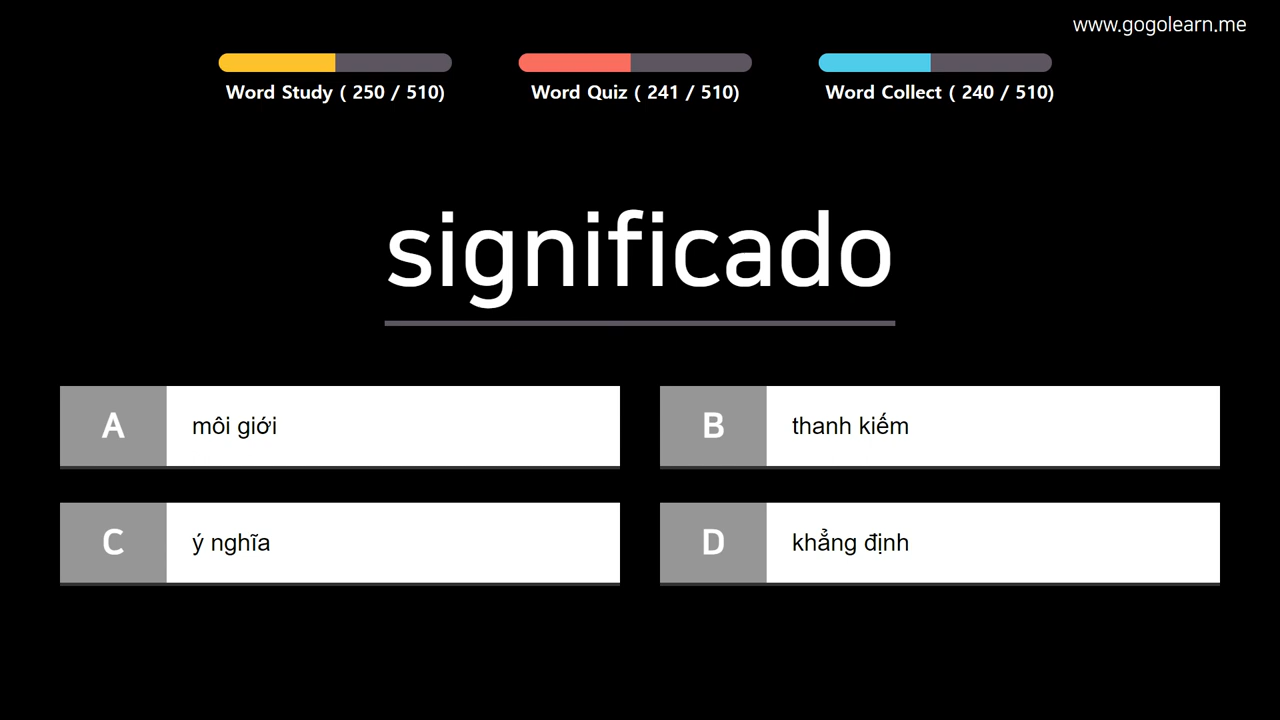 www.gogolearn.me
Word Study ( 250 / 510)
Word Quiz ( 241 / 510)
Word Collect ( 240 / 510)
significado
A môi giới
B thanh kiếm
C ý nghĩa
D khẳng định